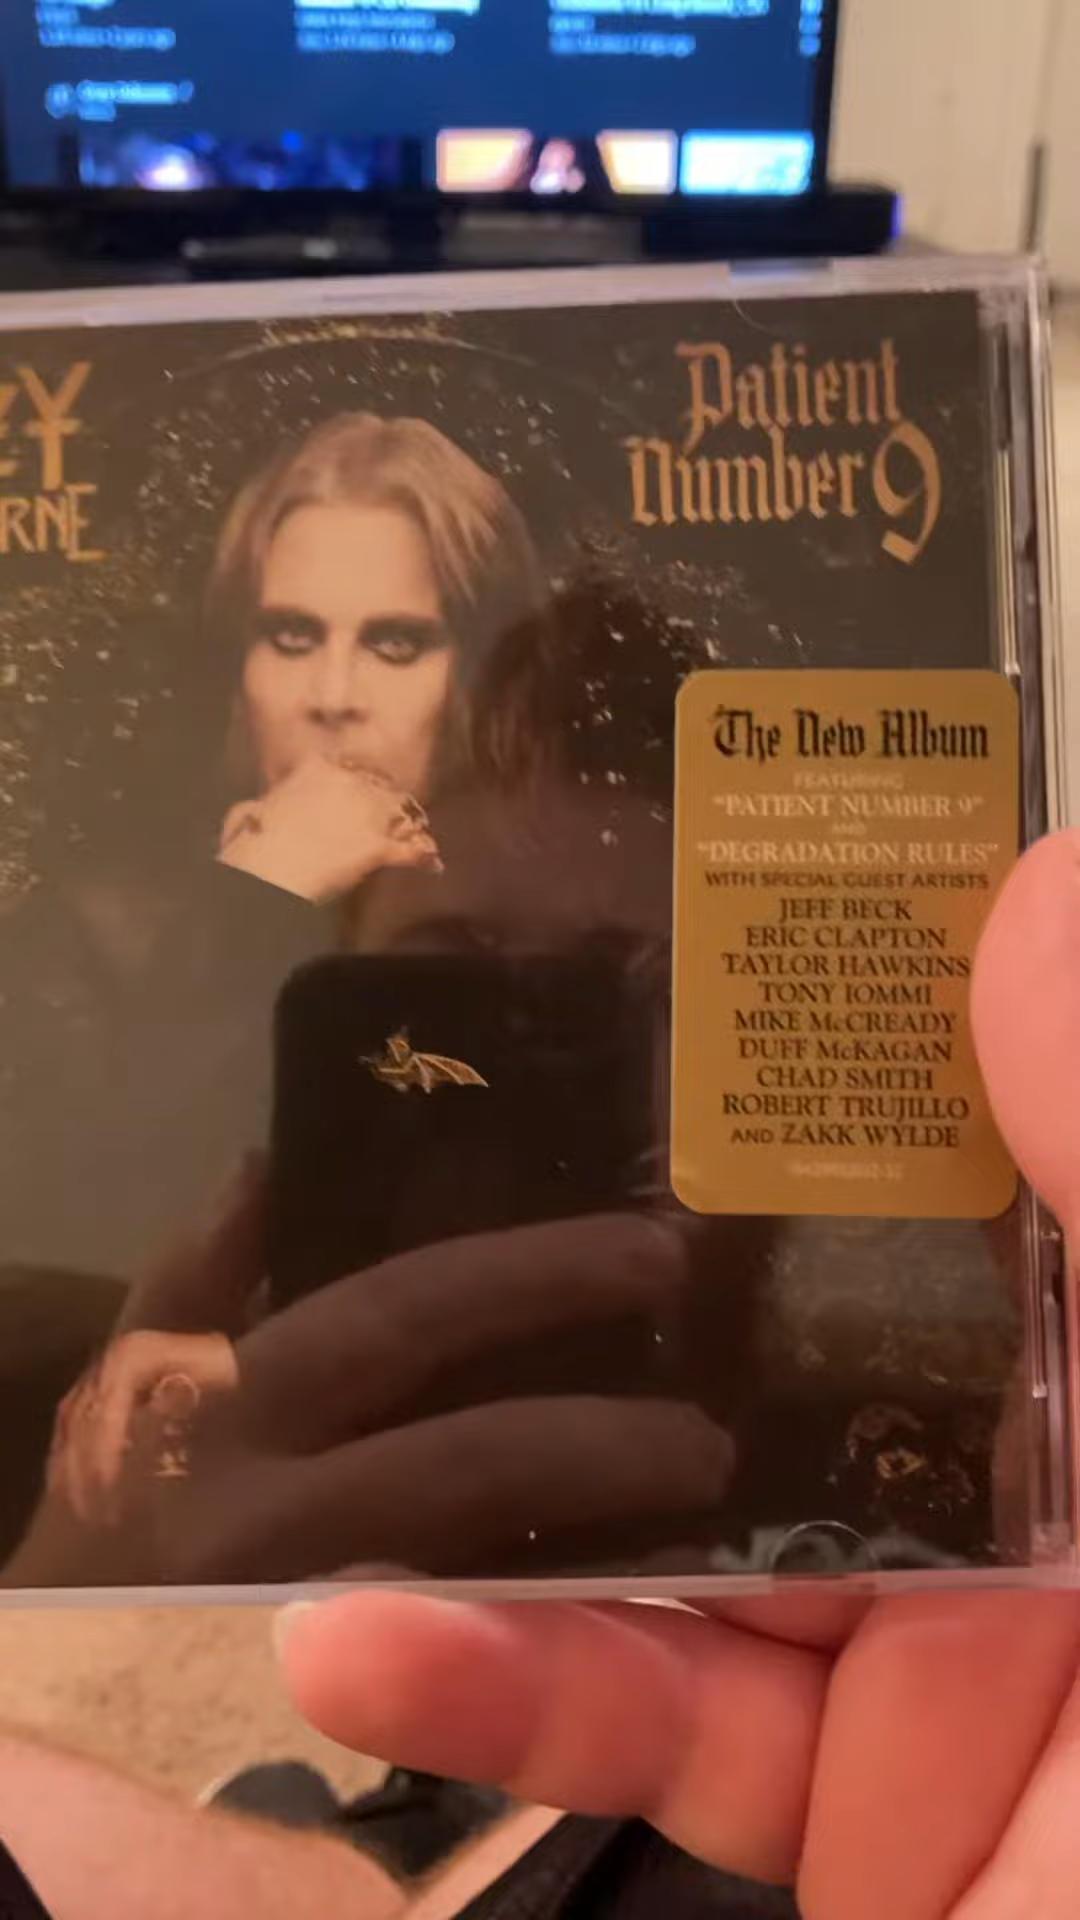 ZY
RNE
Patient
Number 9
The New Album
FEATURING
"PATIENT NUMBER 9"
AND
"DEGRADATION RULES"
WITH SPECIAL GUEST ARTISTS
JEFF BECK
ERIC CLAPTON
TAYLOR HAWKINS
TONY IOMMI
MIKE McCREADY
DUFF McKAGAN
CHAD SMITH
ROBERT TRUJILLO
AND ZAKK WYLDE